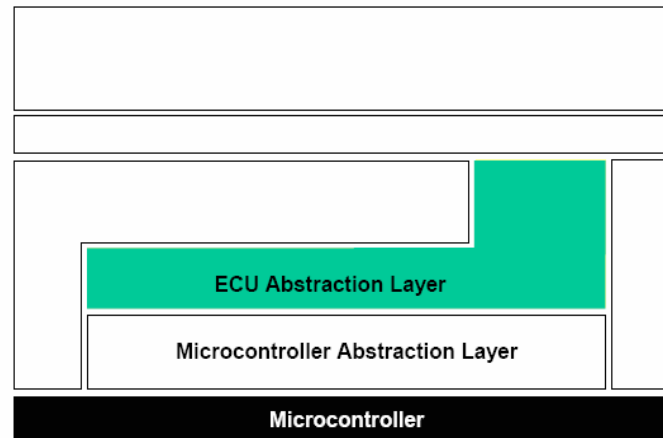 ECU Abstraction Layer
Microcontroller Abstraction Layer
Microcontroller